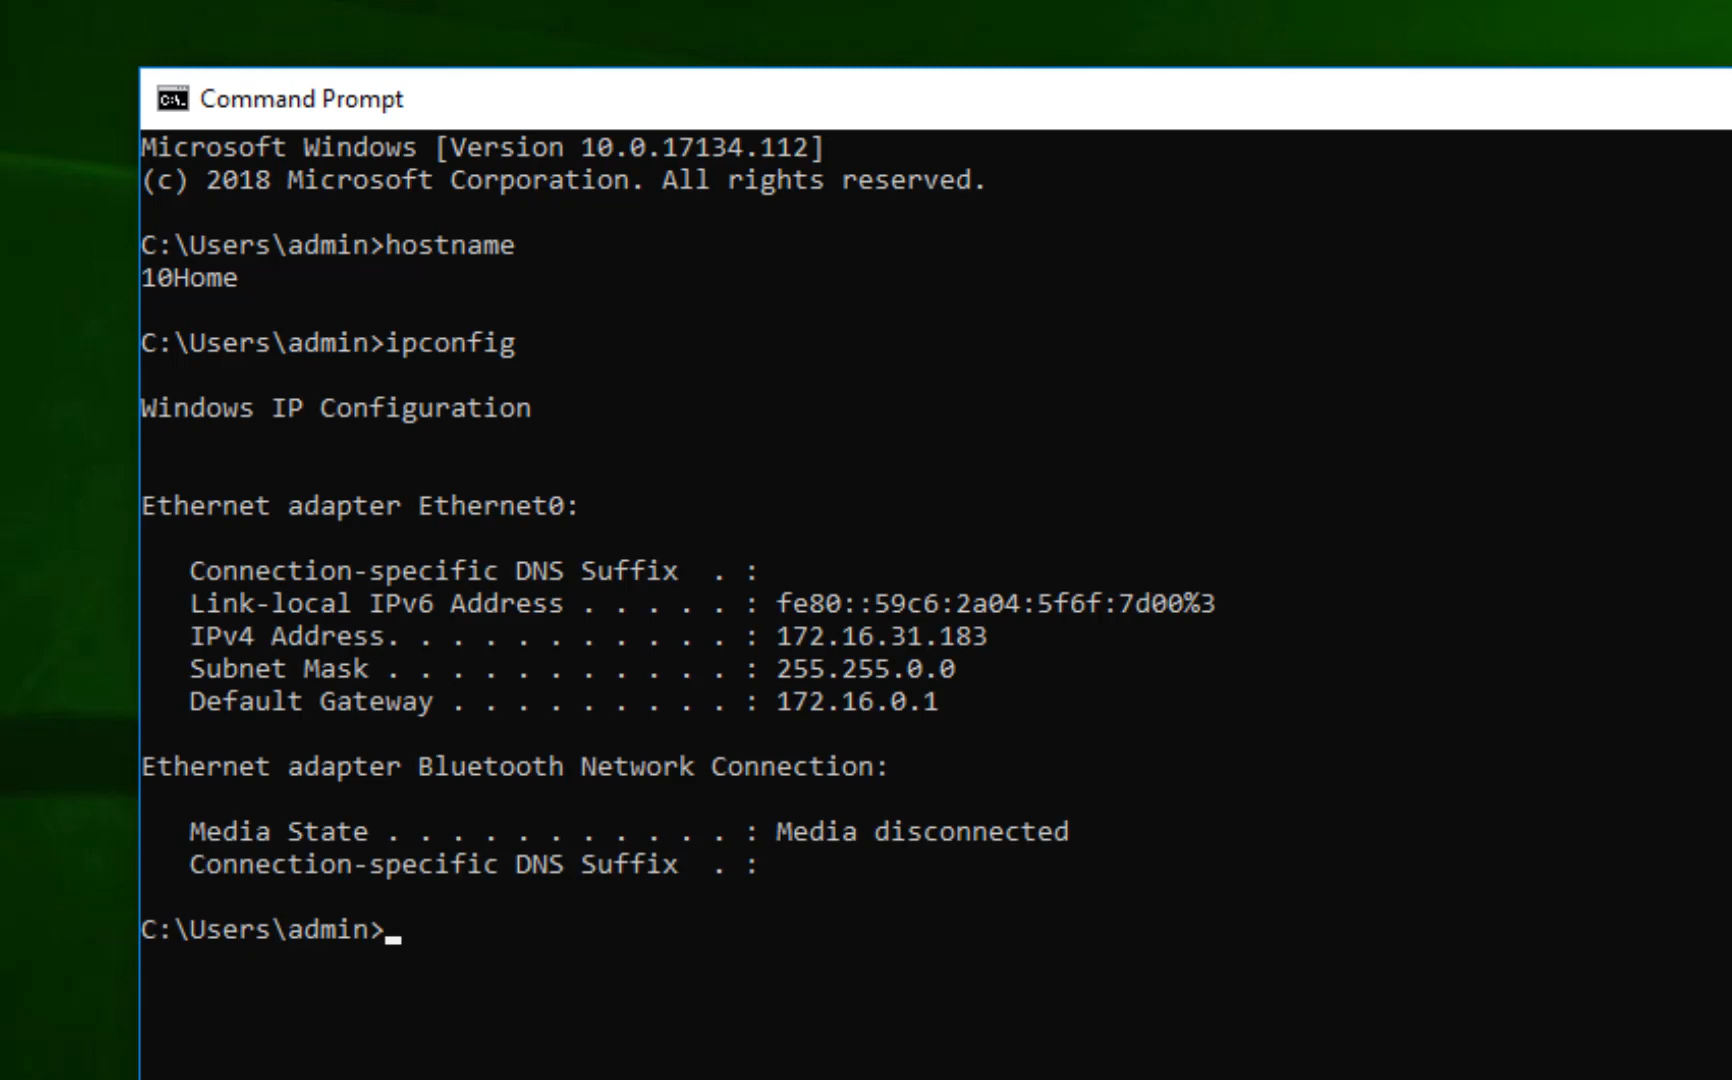 Command Prompt
Microsoft Windows [Version 10.0.17134.112]
(c) 2018 Microsoft Corporation. All rights reserved.
C:\Users\admin>hostname
10Home
C:\Users\admin>ipconfig
Windows IP Configuration
Ethernet adapter Ethernet0:
   Connection-specific DNS Suffix  . :
   Link-local IPv6 Address . . . . . : fe80::59c6:2a04:5f6f:7d00%3
   IPv4 Address. . . . . . . . . . . : 172.16.31.183
   Subnet Mask . . . . . . . . . . . : 255.255.0.0
   Default Gateway . . . . . . . . . : 172.16.0.1
Ethernet adapter Bluetooth Network Connection:
   Media State . . . . . . . . . . . : Media disconnected
   Connection-specific DNS Suffix  . :
C:\Users\admin>